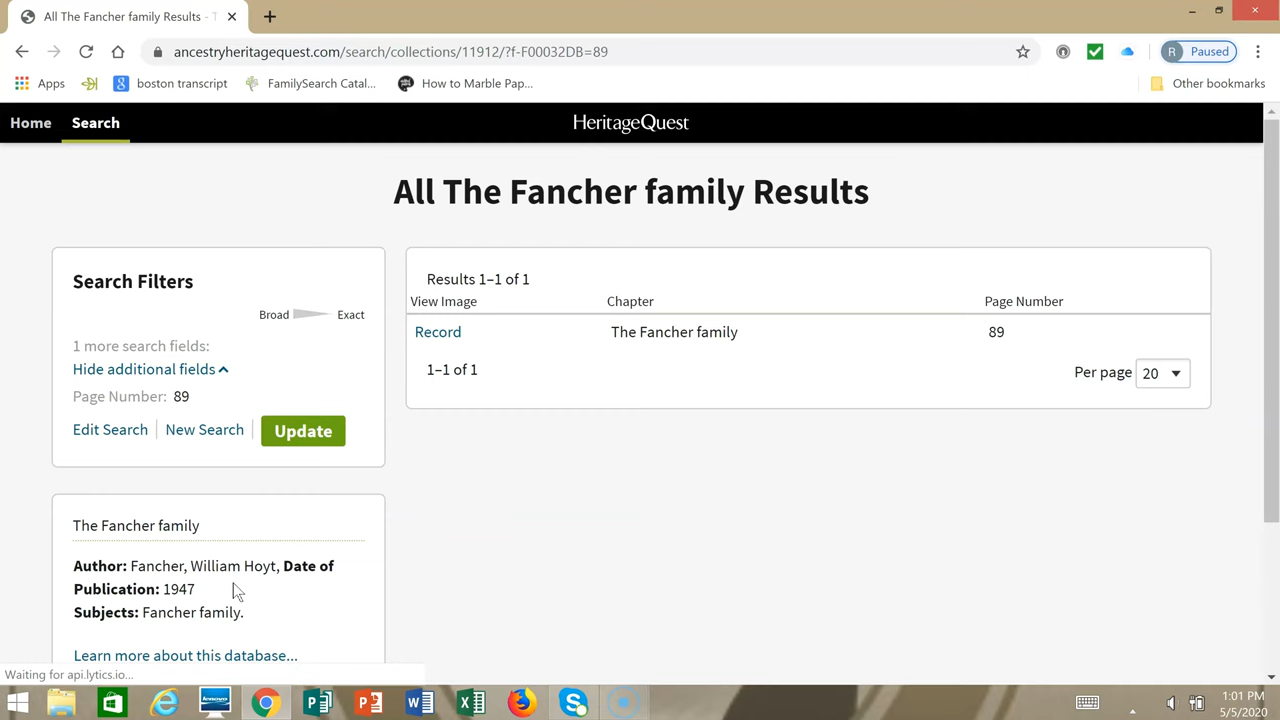 All The Fancher family Results - T
ancestryheritagequest.com/search/collections/11912/?f-F00032DB=89
R Paused
Apps
boston transcript
FamilySearch Catal...
How to Marble Pap...
Other bookmarks
Home
Search
HeritageQuest
All The Fancher family Results
Search Filters
Broad
Exact
1 more search fields:
Hide additional fields
Page Number: 89
Edit Search
New Search
Update
Results 1–1 of 1
View Image
Chapter
Page Number
Record
The Fancher family
89
1–1 of 1
Per page 20
The Fancher family
Author: Fancher, William Hoyt, Date of
Publication: 1947
Subjects: Fancher family.
Learn more about this database...
Waiting for api.lytics.io...
lenovo
1:01 PM
5/5/2020